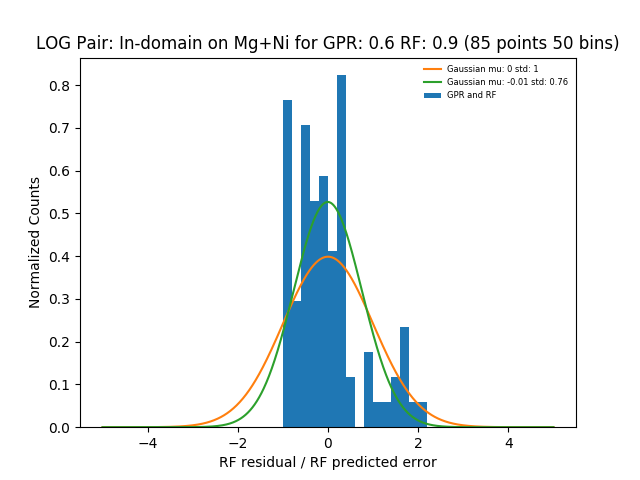 LOG Pair: In-domain on Mg+Ni for GPR: 0.6 RF: 0.9 (85 points 50 bins)
Gaussian mu: 0 std: 1
Gaussian mu: -0.01 std: 0.76
GPR and RF
Normalized Counts
0.8
0.7
0.6
0.5
0.4
0.3
0.2
0.1
0.0
−4 −2 0 2 4
RF residual / RF predicted error